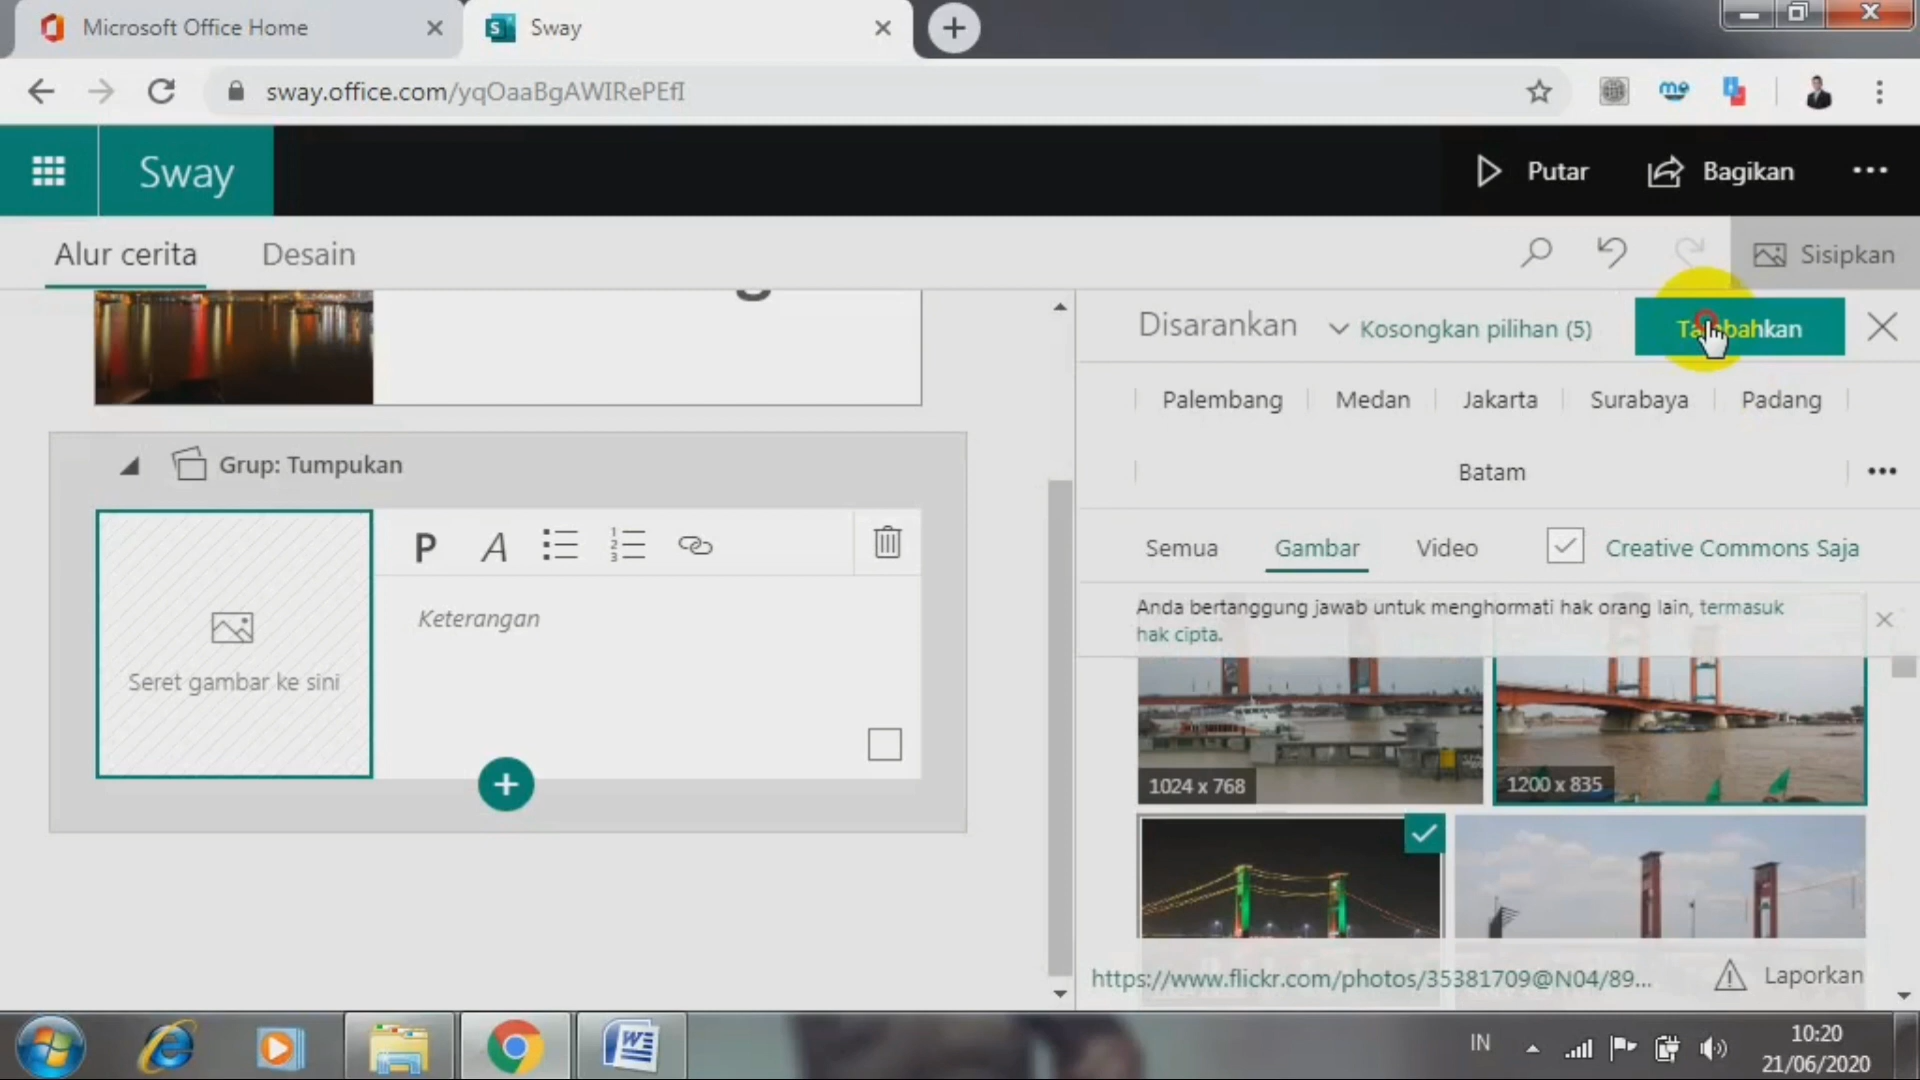 Microsoft Office Home
Sway
sway.office.com/yqOaaBgAWIRePEfI
Sway
Putar
Bagikan
Alur cerita
Desain
Sisipkan
Disarankan
Kosongkan pilihan (5)
Tambahkan
Palembang
Medan
Jakarta
Surabaya
Padang
Batam
Grup: Tumpukan
Semua
Gambar
Video
Creative Commons Saja
Keterangan
Seret gambar ke sini
Anda bertanggung jawab untuk menghormati hak orang lain, termasuk
hak cipta.
1024 x 768
1200 x 835
https://www.flickr.com/photos/35381709@N04/89...
Laporkan
IN
10:20
21/06/2020